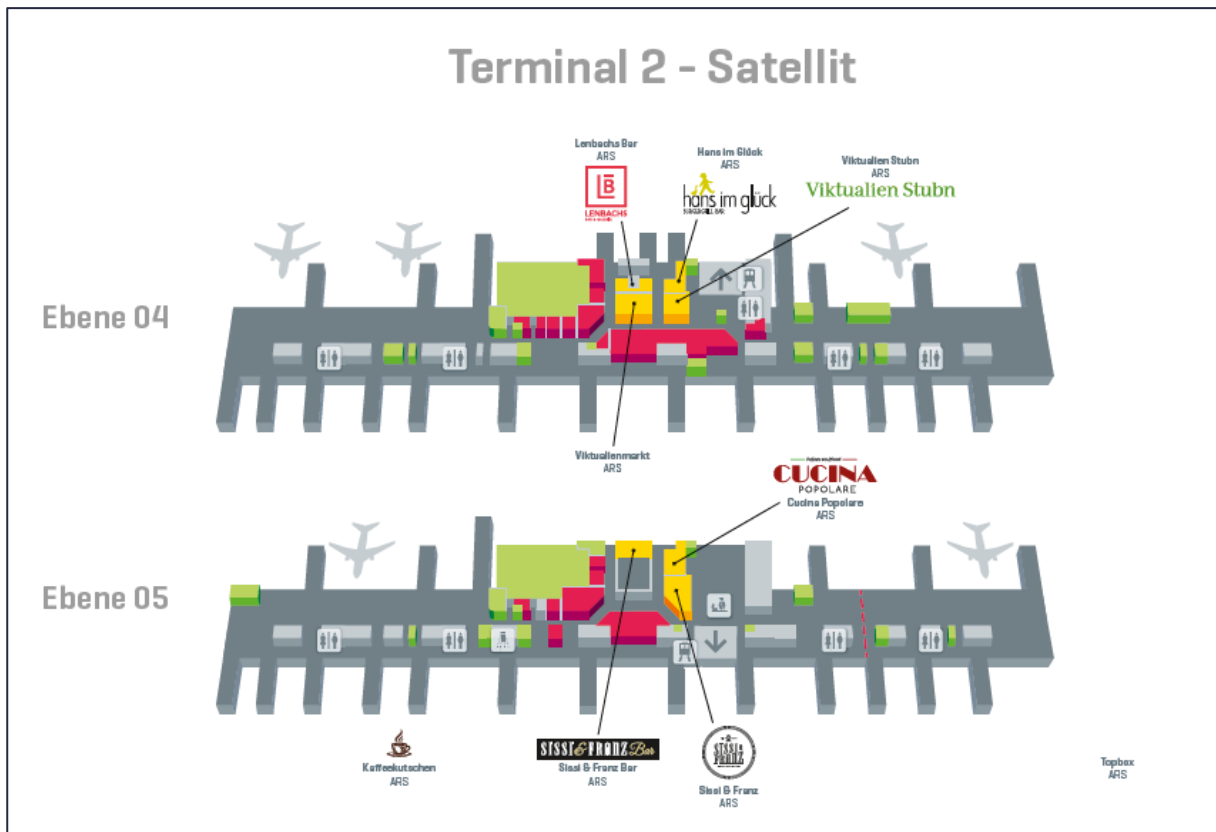 Terminal 2 - Satellit
Lenbachs Bar
ARS
LB
LENBACHS
Hans im Glück
ARS
hans im glück
BURGERGRILL BAR
Viktualien Stubn
ARS
Viktualien Stubn
Ebene 04
Viktualienmarkt
ARS
CUCINA
POPOLARE
Cucina Popolare
ARS
Ebene 05
Kaffeekutschen
ARS
SISSI & FRANZ Bar
Sissi & Franz Bar
ARS
SISSI & FRANZ
Sissi & Franz
ARS
Topbox
ARS